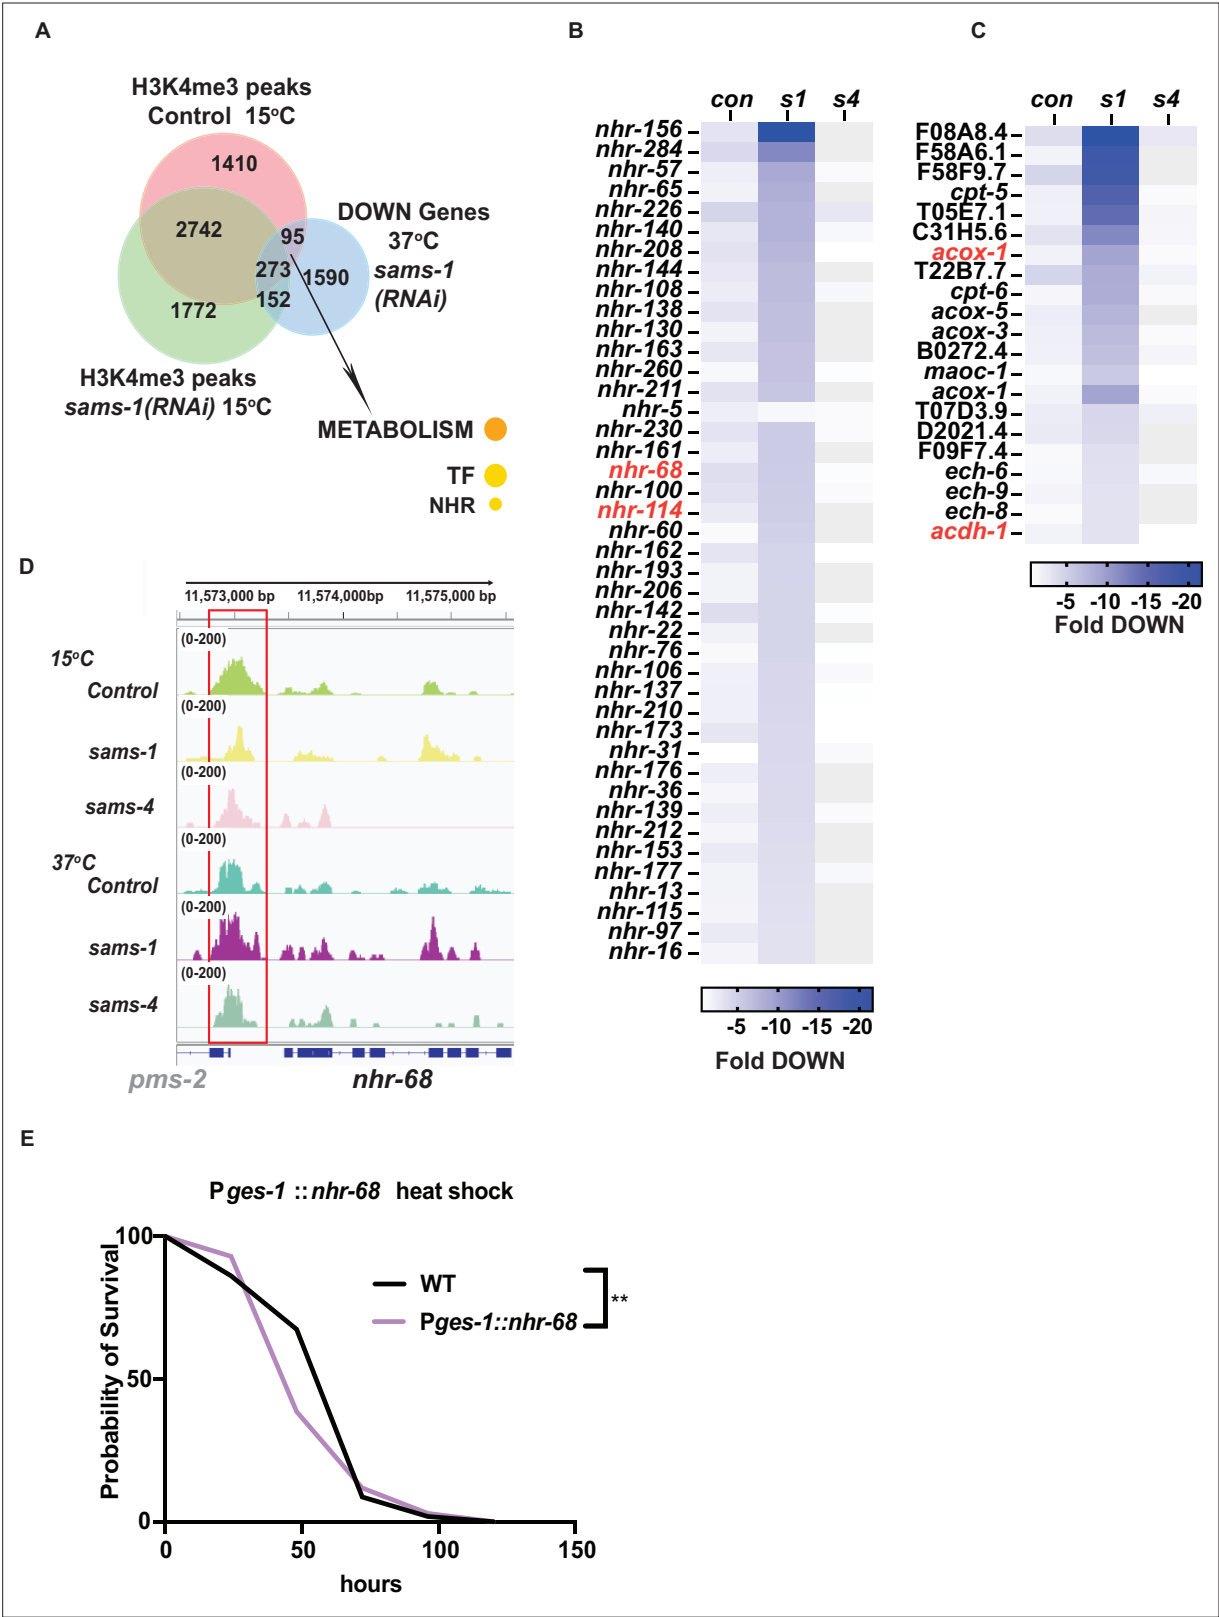 A
H3K4me3 peaks
Control 15°C
1410
2742
95
273
1590
152
1772
DOWN Genes
37°C
sams-1
(RNAi)
H3K4me3 peaks
sams-1(RNAi) 15°C
METABOLISM
TF
NHR
B
con s1 s4
nhr-156
nhr-284
nhr-57
nhr-65
nhr-226
nhr-140
nhr-208
nhr-144
nhr-108
nhr-138
nhr-130
nhr-163
nhr-260
nhr-211
nhr-5
nhr-230
nhr-161
nhr-68
nhr-100
nhr-114
nhr-60
nhr-162
nhr-193
nhr-206
nhr-142
nhr-22
nhr-76
nhr-106
nhr-137
nhr-210
nhr-173
nhr-31
nhr-176
nhr-36
nhr-139
nhr-212
nhr-153
nhr-177
nhr-13
nhr-115
nhr-97
nhr-16
-5 -10 -15 -20
Fold DOWN
C
con s1 s4
F08A8.4
F58A6.1
F58F9.7
cpt-5
T05E7.1
C31H5.6
acox-1
T22B7.7
cpt-6
acox-5
acox-3
B0272.4
maoc-1
acox-1
T07D3.9
D2021.4
F09F7.4
ech-6
ech-9
ech-8
acdh-1
-5 -10 -15 -20
Fold DOWN
D
11,573,000 bp 11,574,000bp 11,575,000 bp
(0-200)
15°C
Control
(0-200)
sams-1
(0-200)
sams-4
(0-200)
37°C
Control
(0-200)
sams-1
(0-200)
sams-4
pms-2 nhr-68
E
Pges-1 ::nhr-68 heat shock
Probability of Survival
100
50
0
WT
Pges-1::nhr-68
**
0 50 100 150
hours